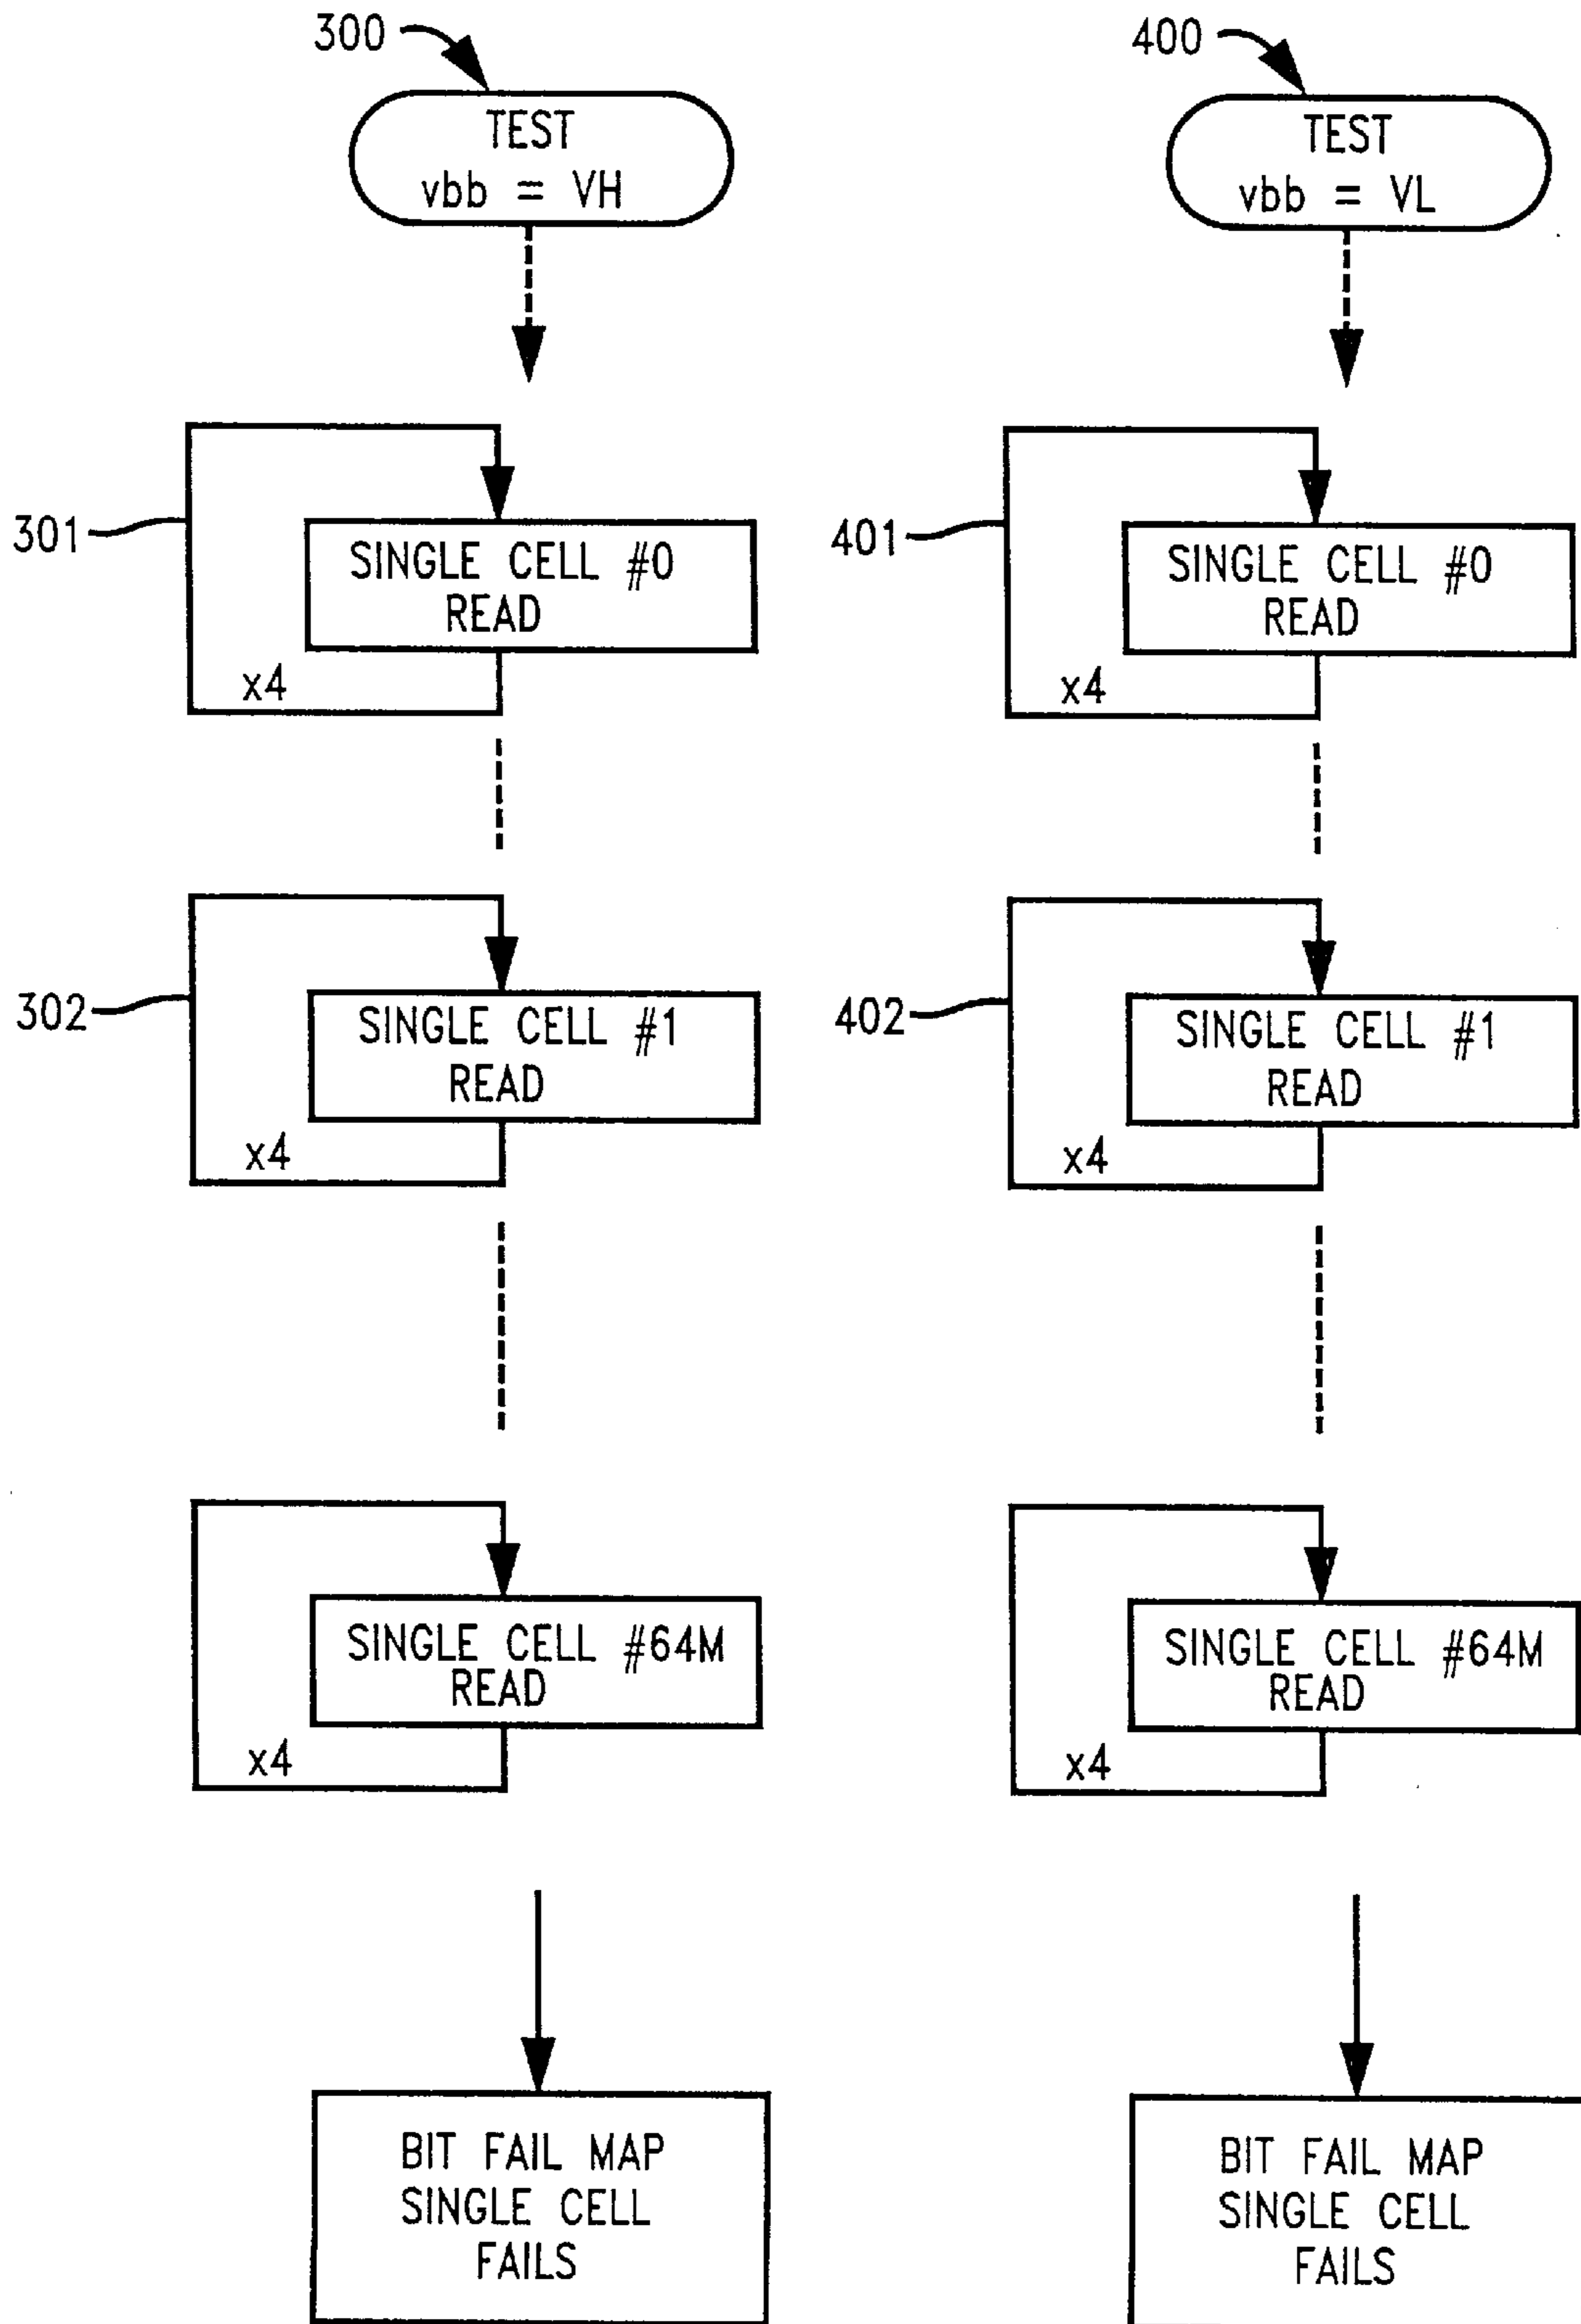 300
TEST
vbb = VH
301
SINGLE CELL #0
READ
x4
302
SINGLE CELL #1
READ
x4
SINGLE CELL #64M
READ
x4
BIT FAIL MAP
SINGLE CELL
FAILS
400
TEST
vbb = VL
401
SINGLE CELL #0
READ
x4
402
SINGLE CELL #1
READ
x4
SINGLE CELL #64M
READ
x4
BIT FAIL MAP
SINGLE CELL
FAILS